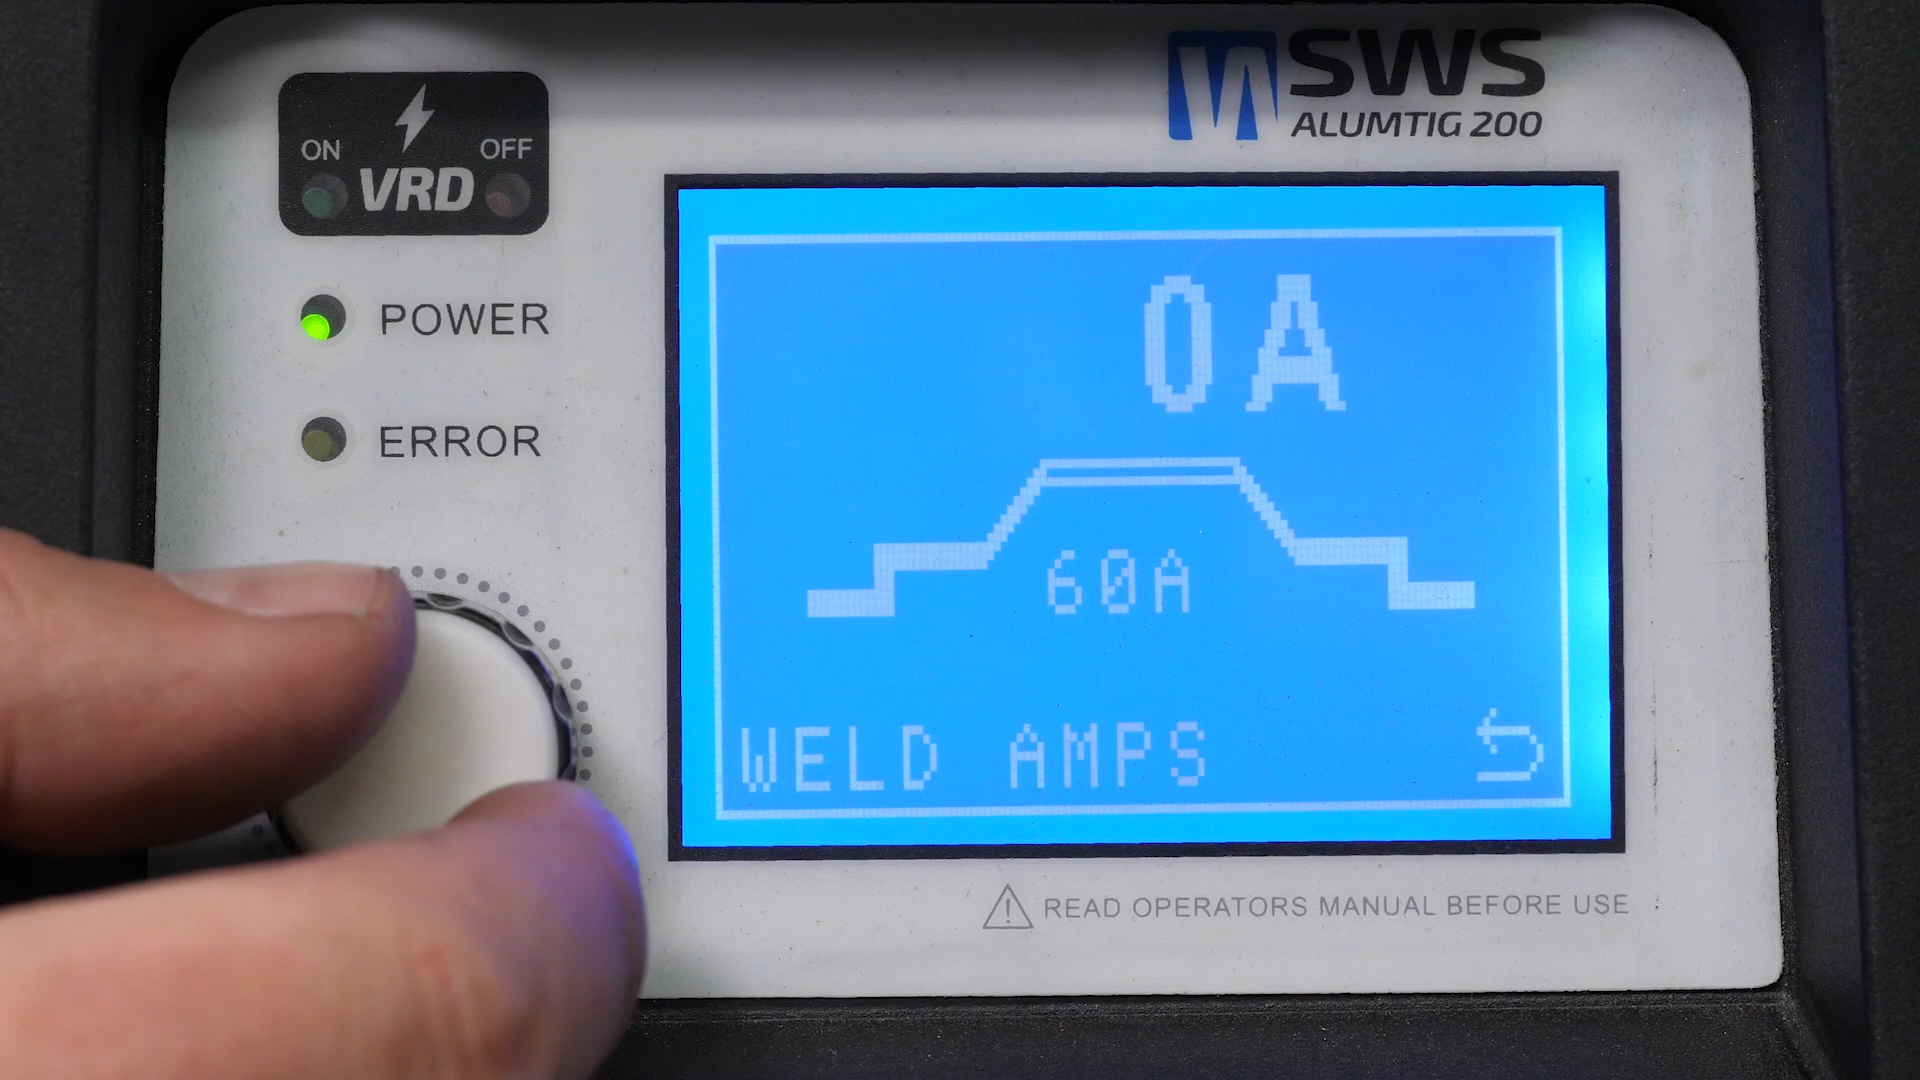 SWS
ALUMTIG 200
ON OFF
VRD
POWER
ERROR
0A
60A
WELD AMPS
READ OPERATORS MANUAL BEFORE USE